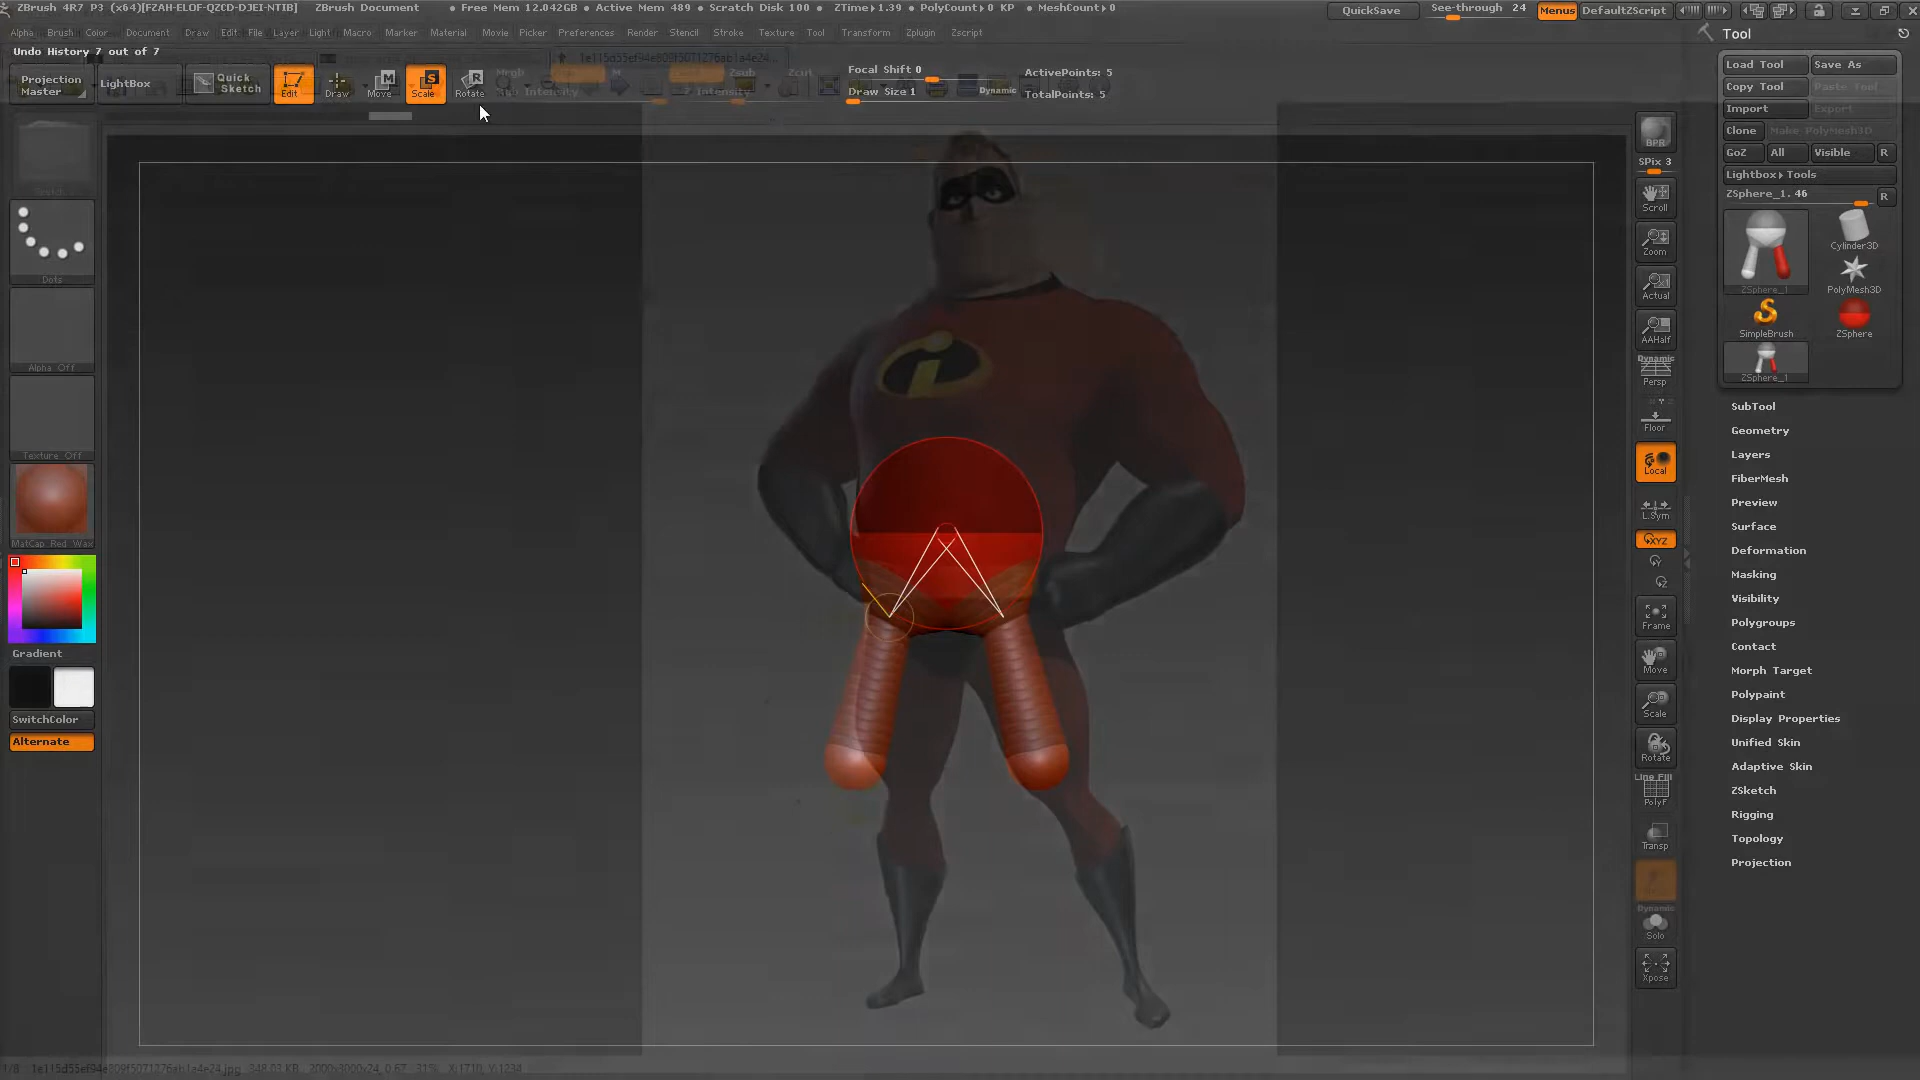 ZBrush 4R7 P3 (x64)[FZAH-ELOF-QZCD-DJEI-NTIB] ZBrush Document • Free Mem 12.042GB • Active Mem 489 • Scratch Disk 100 • ZTime▸1.39 • PolyCount▸0 KP • MeshCount▸0 QuickSave See-through 24 Menus DefaultZScript
Alpha Brush Color Document Draw Edit File Layer Light Macro Marker Material Movie Picker Preferences Render Stencil Stroke Texture Tool Transform Zplugin Zscript
Undo History 7 out of 7
1e115d55ef94e809f5071276ab1a4e24...
Projection Master
LightBox
Quick Sketch
Edit
Draw
M
Move
S
Scale
R
Rotate
Mrgb
M
Zsub
Zcut
Intensity
Z Intensity
Focal Shift 0
Draw Size 1
Dynamic
ActivePoints: 5
TotalPoints: 5
Dots
Alpha Off
Texture Off
MatCap Red Wax
Gradient
SwitchColor
Alternate
i
BPR
SPix 3
Scroll
Zoom
Actual
AAHalf
Dynamic
Persp
Floor
Local
L.Sym
XYZ
Frame
Move
Scale
Rotate
Line Fill
PolyF
Transp
Dynamic
Solo
Xpose
Tool
Load Tool Save As
Copy Tool Paste Tool
Import Export
Clone Make PolyMesh3D
GoZ All Visible R
Lightbox▸Tools
ZSphere_1. 46 R
ZSphere_1
Cylinder3D
PolyMesh3D
SimpleBrush
ZSphere
ZSphere_1
SubTool
Geometry
Layers
FiberMesh
Preview
Surface
Deformation
Masking
Visibility
Polygroups
Contact
Morph Target
Polypaint
Display Properties
Unified Skin
Adaptive Skin
ZSketch
Rigging
Topology
Projection